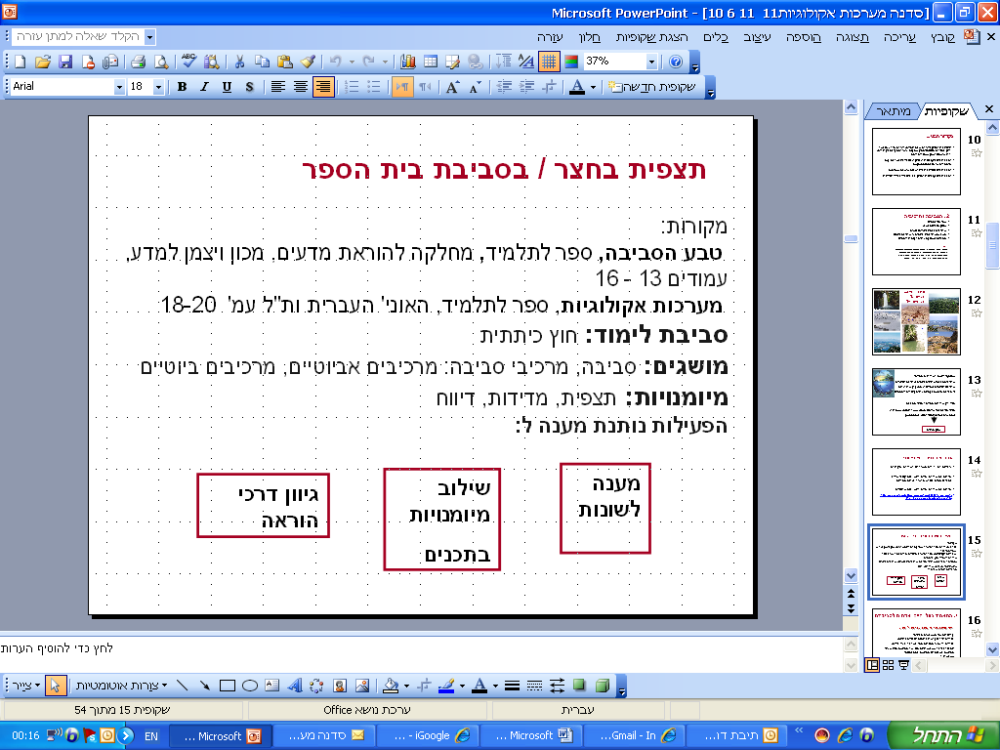 Microsoft PowerPoint - [סדנה מערכות אקולוגיות11 11 6 10]
קובץ עריכה תצוגה הוספה עיצוב כלים הצגת שקופיות חלון עזרה
הקלד שאלה למתן עזרה
37%
Arial 18 B I U S שקופית חדשה
שקופיות מיתאר
תצפית בחצר / בסביבת בית הספר
מקורות:
טבע הסביבה, ספר לתלמיד, מחלקה להוראת מדעים, מכון ויצמן למדע,
עמודים 13 - 16
מערכות אקולוגיות, ספר לתלמיד, האוני' העברית ות"ל עמ' 18-20
סביבת לימוד: חוץ כיתתית
מושגים: סביבה, מרכיבי סביבה: מרכיבים אביוטיים, מרכיבים ביוטיים
מיומנויות: תצפית, מדידות, דיווח
הפעילות נותנת מענה ל:
מענה
לשונות
שילוב
מיומנויות
בתכנים
גיוון דרכי
הוראה
10
11
12
13
14
15
16
לחץ כדי להוסיף הערות
צייר צורות אוטומטיות
שקופית 15 מתוך 54
ערכת נושא Office
עברית
התחל
תיבת דו...
Gmail - In...
Microsoft ...
iGoogle - ...
סדנה מע...
Microsoft ...
EN
00:16